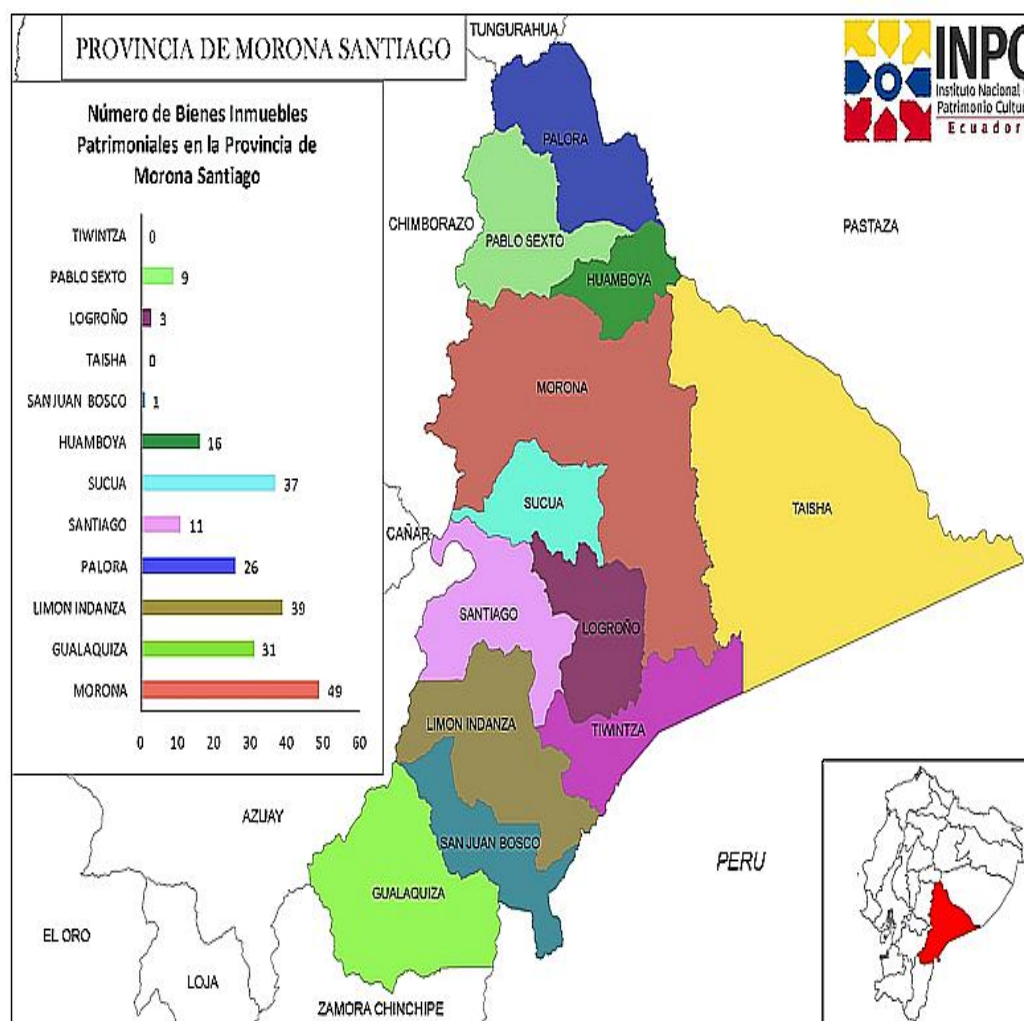 PROVINCIA DE MORONA SANTIAGO
Número de Bienes Inmuebles
Patrimoniales en la Provincia de
Morona Santiago
TIWINTZA 0
PABLO SEXTO 9
LOGROÑO 3
TAISHA 0
SAN JUAN BOSCO 1
HUAMBOYA 16
SUCUA 37
SANTIAGO 11
PALORA 26
LIMON INDANZA 39
GUALAQUIZA 31
MORONA 49
0 10 20 30 40 50 60
TUNGURAHUA
INPC
Instituto Nacional
Patrimonio Cultu
Ecuador
PALORA
CHIMBORAZO
PASTAZA
PABLO SEXTO
HUAMBOYA
MORONA
SUCUA
TAISHA
CAÑAR
SANTIAGO
LOGROÑO
LIMON INDANZA
TIWINTZA
AZUAY
SAN JUAN BOSCO
PERU
GUALAQUIZA
EL ORO
LOJA
ZAMORA CHINCHIPE